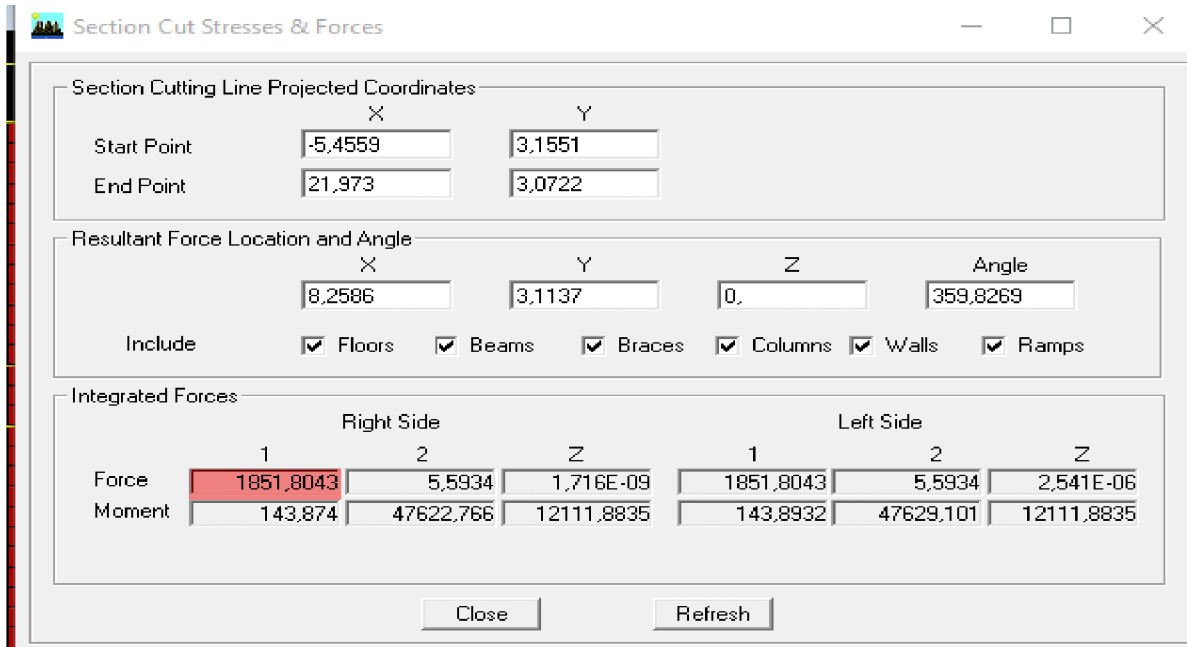 Section Cut Stresses & Forces
Section Cutting Line Projected Coordinates
X Y
Start Point -5,4559 3,1551
End Point 21,973 3,0722
Resultant Force Location and Angle
X Y Z Angle
8,2586 3,1137 0, 359,8269
Include Floors Beams Braces Columns Walls Ramps
Integrated Forces
Right Side Left Side
1 2 Z 1 2 Z
Force 1851,8043 5,5934 1,716E-09 1851,8043 5,5934 2,541E-06
Moment 143,874 47622,766 12111,8835 143,8932 47629,101 12111,8835
Close Refresh